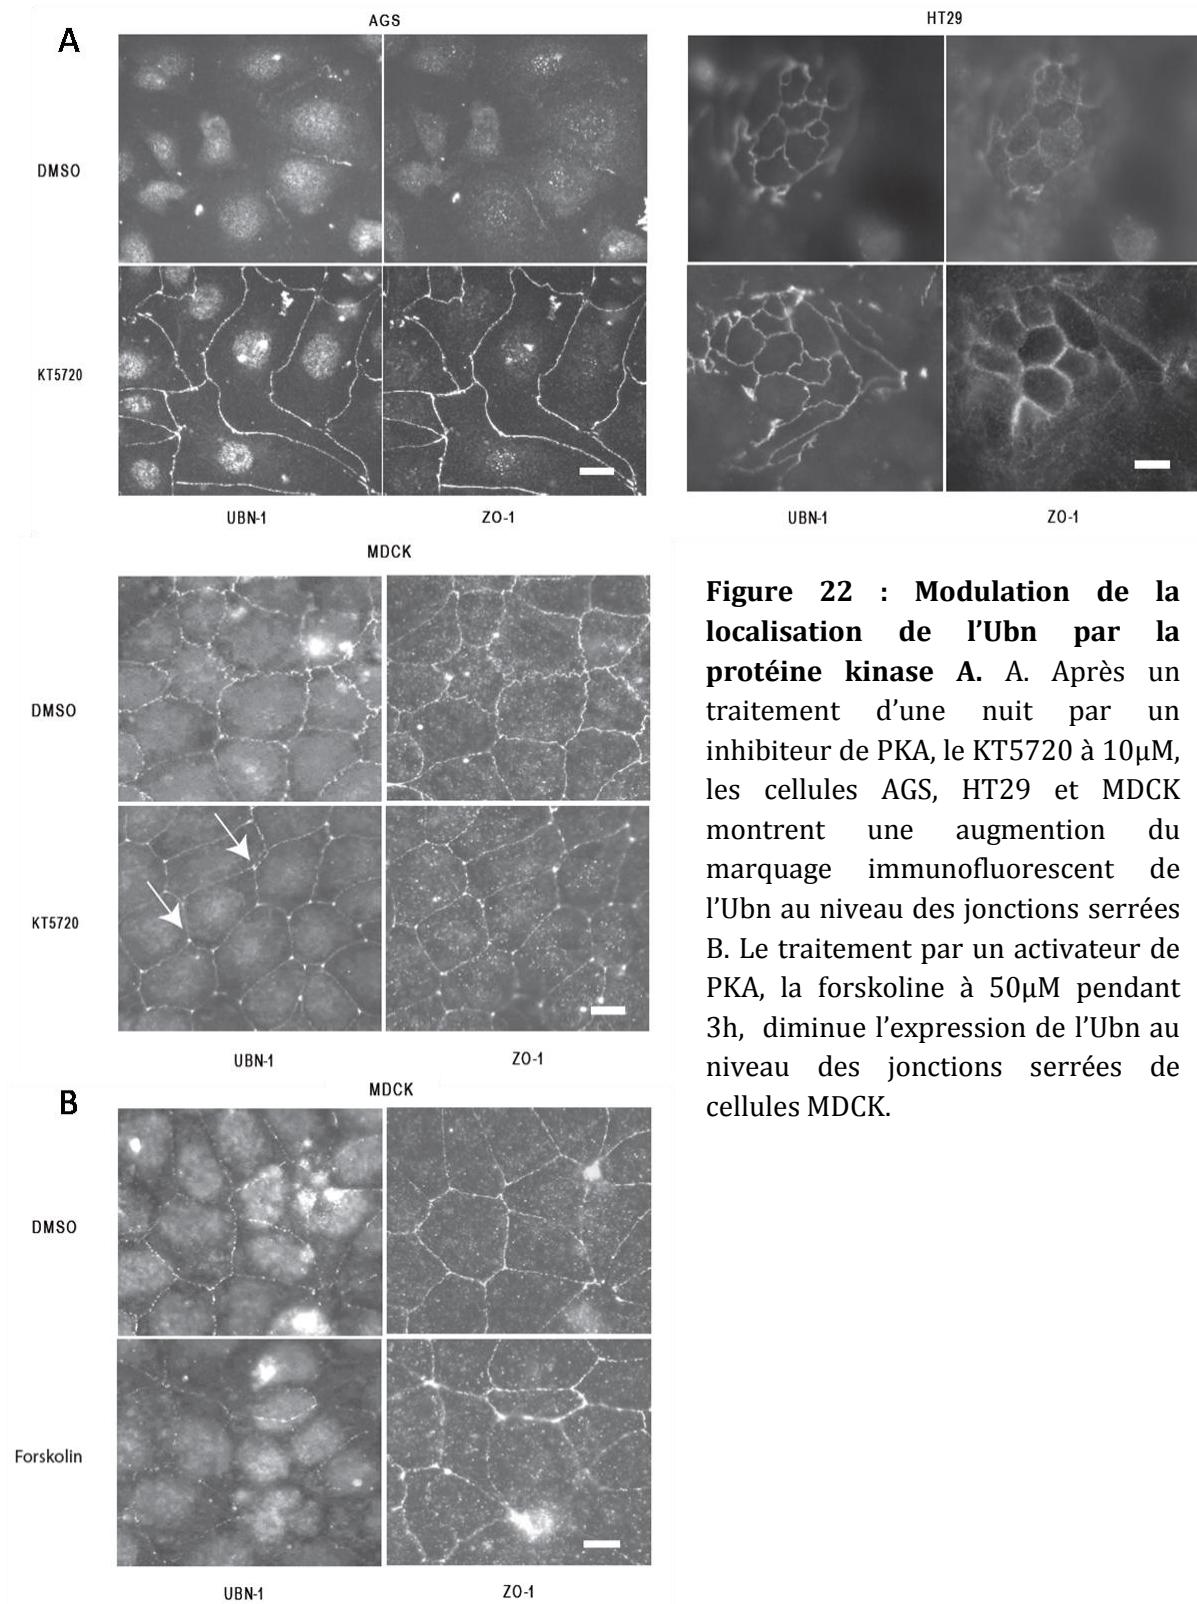 A
AGS
HT29
DMSO
KT5720
UBN-1
ZO-1
UBN-1
ZO-1
MDCK
DMSO
KT5720
UBN-1
ZO-1
Figure 22 : Modulation de la
localisation de l’Ubn par la
protéine kinase A. A. Après un
traitement d’une nuit par un
inhibiteur de PKA, le KT5720 à 10μM,
les cellules AGS, HT29 et MDCK
montrent une augmention du
marquage immunofluorescent de
l’Ubn au niveau des jonctions serrées
B. Le traitement par un activateur de
PKA, la forskoline à 50μM pendant
3h, diminue l’expression de l’Ubn au
niveau des jonctions serrées de
cellules MDCK.
B
MDCK
DMSO
Forskolin
UBN-1
ZO-1